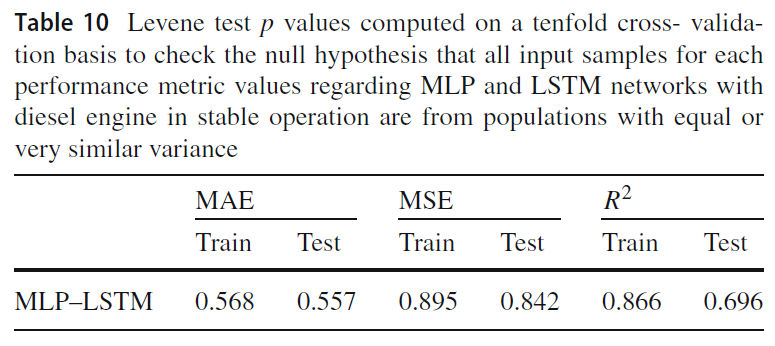 Table 10 Levene test p values computed on a tenfold cross- valida-
tion basis to check the null hypothesis that all input samples for each
performance metric values regarding MLP and LSTM networks with
diesel engine in stable operation are from populations with equal or
very similar variance
MAE MSE R²
Train Test Train Test Train Test
MLP–LSTM 0.568 0.557 0.895 0.842 0.866 0.696